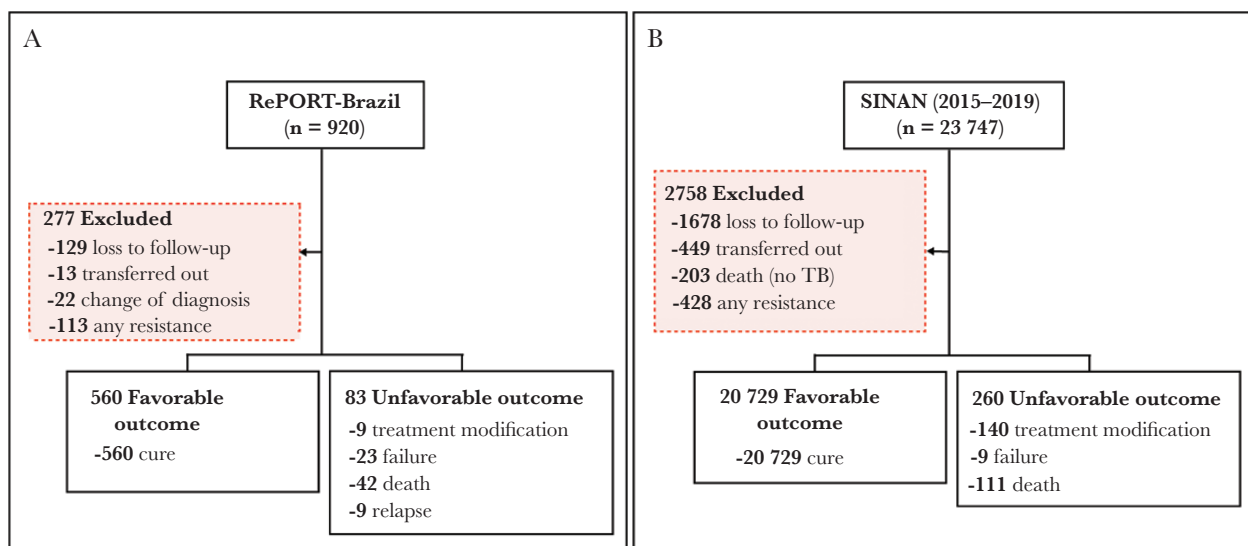 A
RePORT-Brazil
(n = 920)
277 Excluded
-129 loss to follow-up
-13 transferred out
-22 change of diagnosis
-113 any resistance
560 Favorable
outcome
-560 cure
83 Unfavorable outcome
-9 treatment modification
-23 failure
-42 death
-9 relapse
B
SINAN (2015–2019)
(n = 23 747)
2758 Excluded
-1678 loss to follow-up
-449 transferred out
-203 death (no TB)
-428 any resistance
20 729 Favorable
outcome
-20 729 cure
260 Unfavorable outcome
-140 treatment modification
-9 failure
-111 death